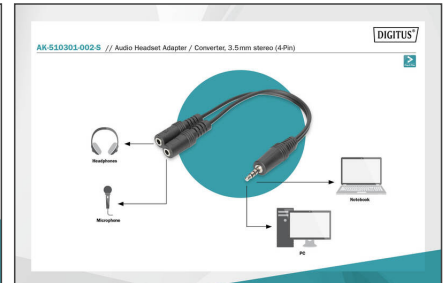 DIGITUS®
AK-510301-002-S // Audio Headset Adapter / Converter, 3.5mm stereo (4-Pin)
Headphones
Microphone
Notebook
PC